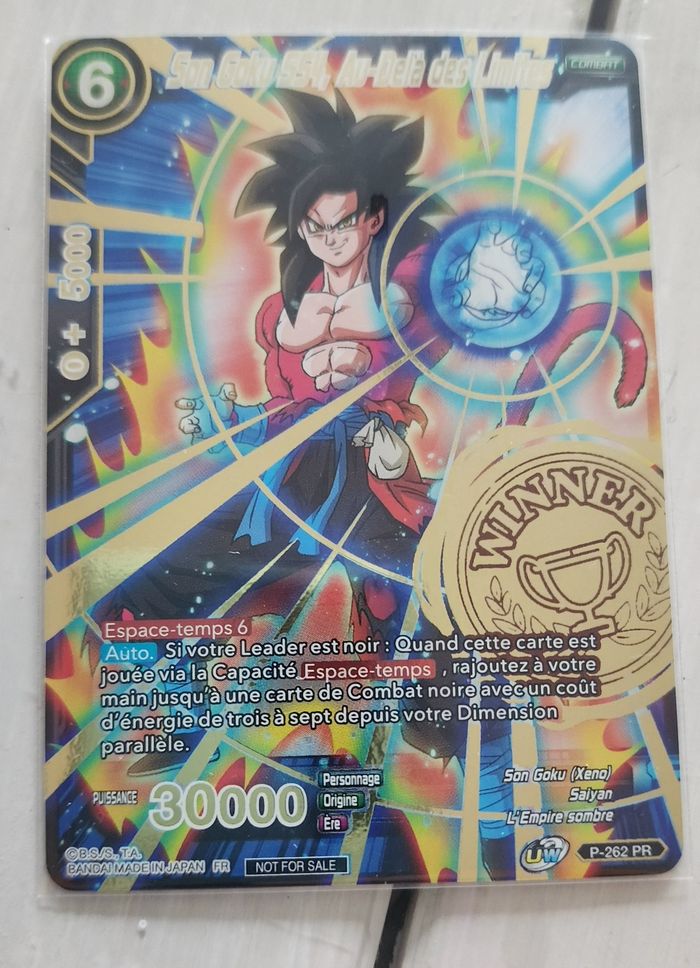 6
Son Goku SS4, Au-Delà des Limites
COMBAT
0 + 5000
WINNER
Espace-temps 6
Auto. Si votre Leader est noir : Quand cette carte est
jouée via la Capacité Espace-temps , rajoutez à votre
main jusqu'à une carte de Combat noire avec un coût
d'énergie de trois à sept depuis votre Dimension
parallèle.
PUISSANCE 30000
Personnage
Origine
Ère
Son Goku (Xeno)
Saiyan
L'Empire sombre
©B.S./S., T.A.
BANDAI MADE IN JAPAN FR
NOT FOR SALE
UW
P-262 PR